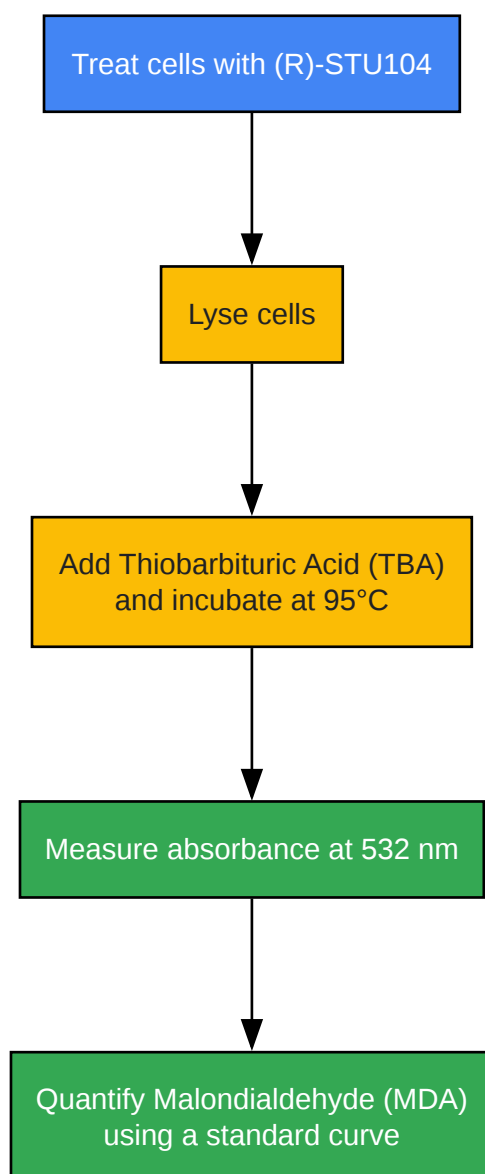 Treat cells with (R)-STU104
Lyse cells
Add Thiobarbituric Acid (TBA)
and incubate at 95°C
Measure absorbance at 532 nm
Quantify Malondialdehyde (MDA)
using a standard curve